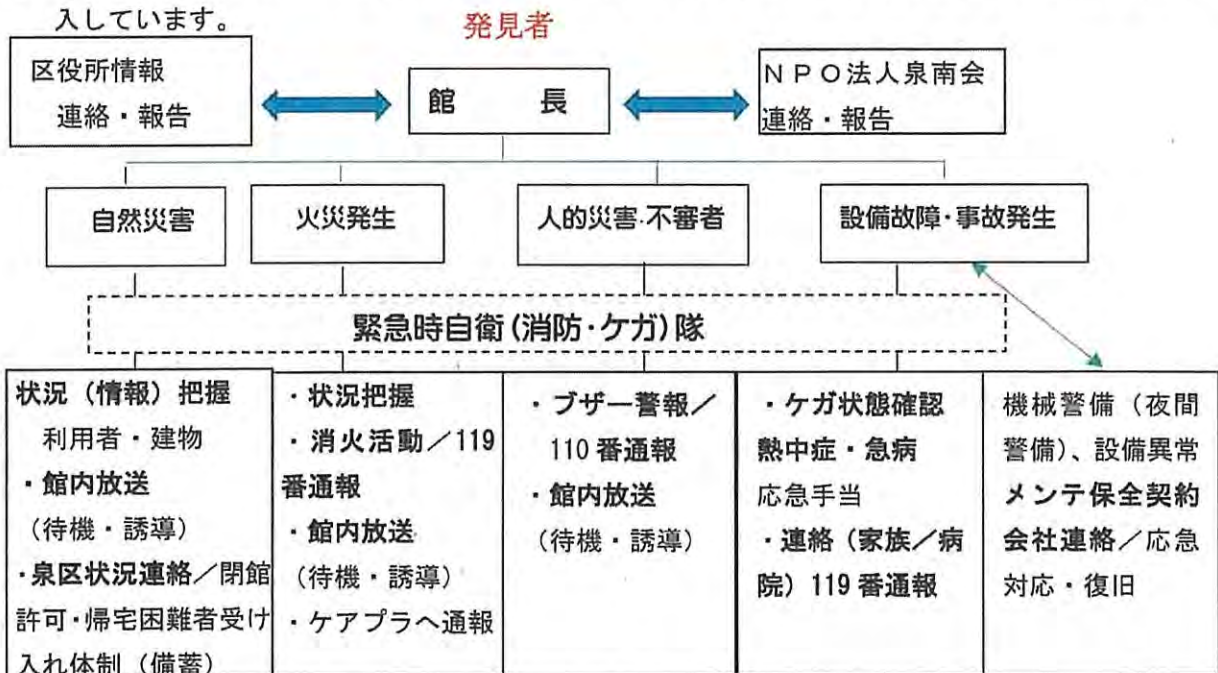 入しています。
発見者
区役所情報
連絡・報告
館 長
NPO法人泉南会
連絡・報告
自然災害
火災発生
人的災害・不審者
設備故障・事故発生
緊急時自衛(消防・ケガ)隊
状況(情報)把握
利用者・建物
・館内放送
(待機・誘導)
・泉区状況連絡/閉館
許可・帰宅困難者受け
入れ体制(備蓄)
・状況把握
・消火活動/119
番通報
・館内放送
(待機・誘導)
・ケアプラへ通報
・ブザー警報/
110番通報
・館内放送
(待機・誘導)
・ケガ状態確認
熱中症・急病
応急手当
・連絡(家族/病
院)119番通報
機械警備(夜間
警備)、設備異常
メンテ保全契約
会社連絡/応急
対応・復旧